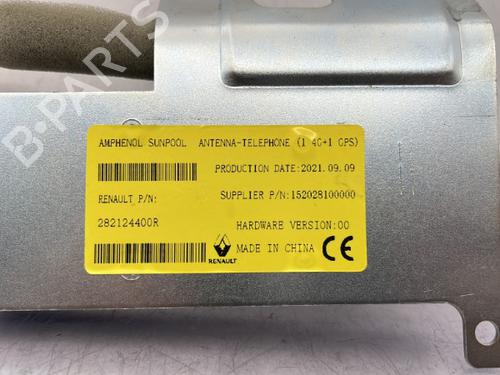 AMPHENOL SUNPOOL ANTENNA-TELEPHONE (1 4G+1 GPS)
PRODUCTION DATE:2021.09.09
RENAULT P/N: SUPPLIER P/N:152028100000
282124400R HARDWARE VERSION:00
RENAULT MADE IN CHINA CE
B-PARTS